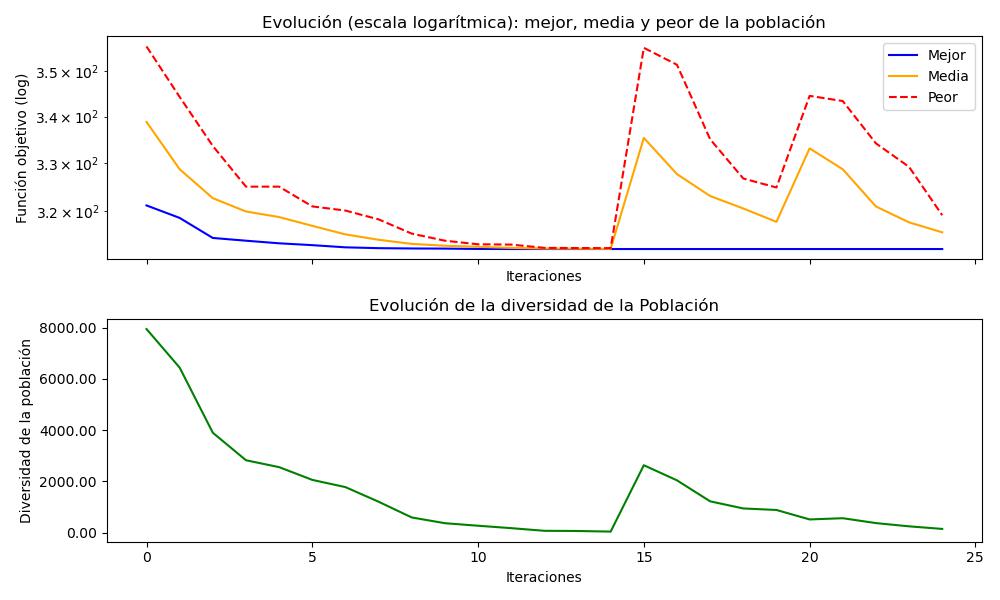 Evolución (escala logarítmica): mejor, media y peor de la población
Función objetivo (log)
3.5 × 10²
3.4 × 10²
3.3 × 10²
3.2 × 10²
Mejor
Media
Peor
Iteraciones
Evolución de la diversidad de la Población
Diversidad de la población
8000.00
6000.00
4000.00
2000.00
0.00
0 5 10 15 20 25
Iteraciones